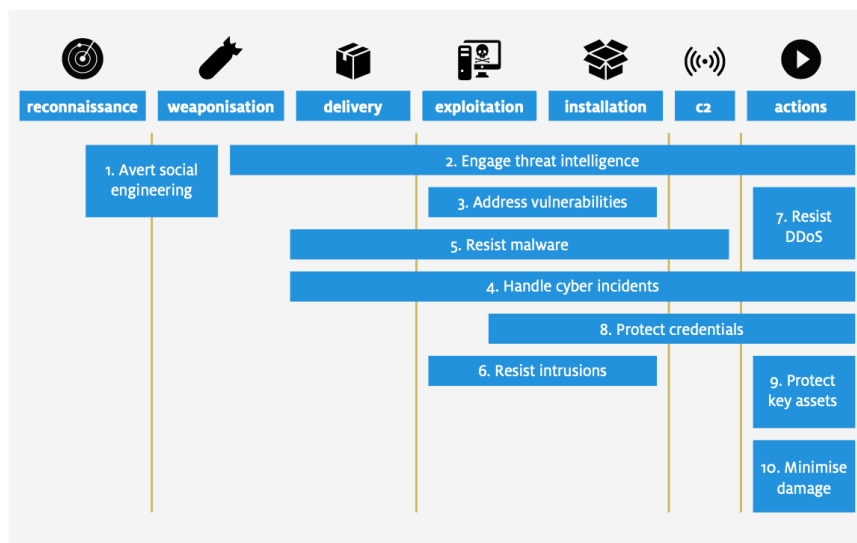 reconnaissance
weaponisation
delivery
exploitation
installation
c2
actions
1. Avert social
engineering
2. Engage threat intelligence
3. Address vulnerabilities
7. Resist
DDoS
5. Resist malware
4. Handle cyber incidents
8. Protect credentials
6. Resist intrusions
9. Protect
key assets
10. Minimise
damage